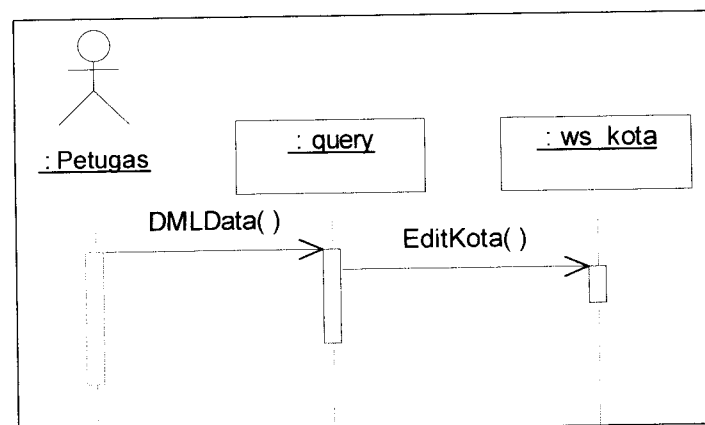 : Petugas
: query
: ws_kota
DMLData( )
EditKota( )